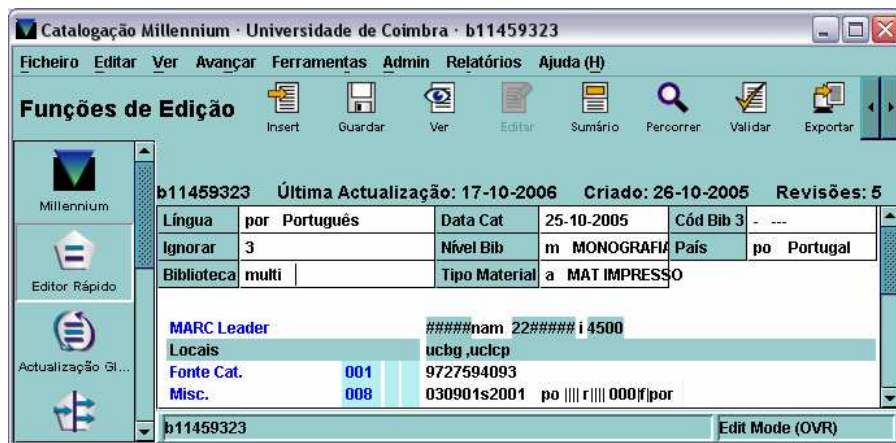 Catalogação Millennium · Universidade de Coimbra · b11459323
Ficheiro Editar Ver Avançar Ferramentas Admin Relatórios Ajuda (H)
Funções de Edição
Insert Guardar Ver Editar Sumário Percorrer Validar Exportar
Millennium
Editor Rápido
Actualização Gl...
b11459323 Última Actualização: 17-10-2006 Criado: 26-10-2005 Revisões: 5
Língua por Português Data Cat 25-10-2005 Cód Bib 3 - ---
Ignorar 3 Nível Bib m MONOGRAFIA País po Portugal
Biblioteca multi Tipo Material a MAT IMPRESSO
MARC Leader #####nam 22##### i 4500
Locais ucbg ,uclcp
Fonte Cat. 001 9727594093
Misc. 008 030901s2001 po |||| r|||| 000|f|por
b11459323 Edit Mode (OVR)